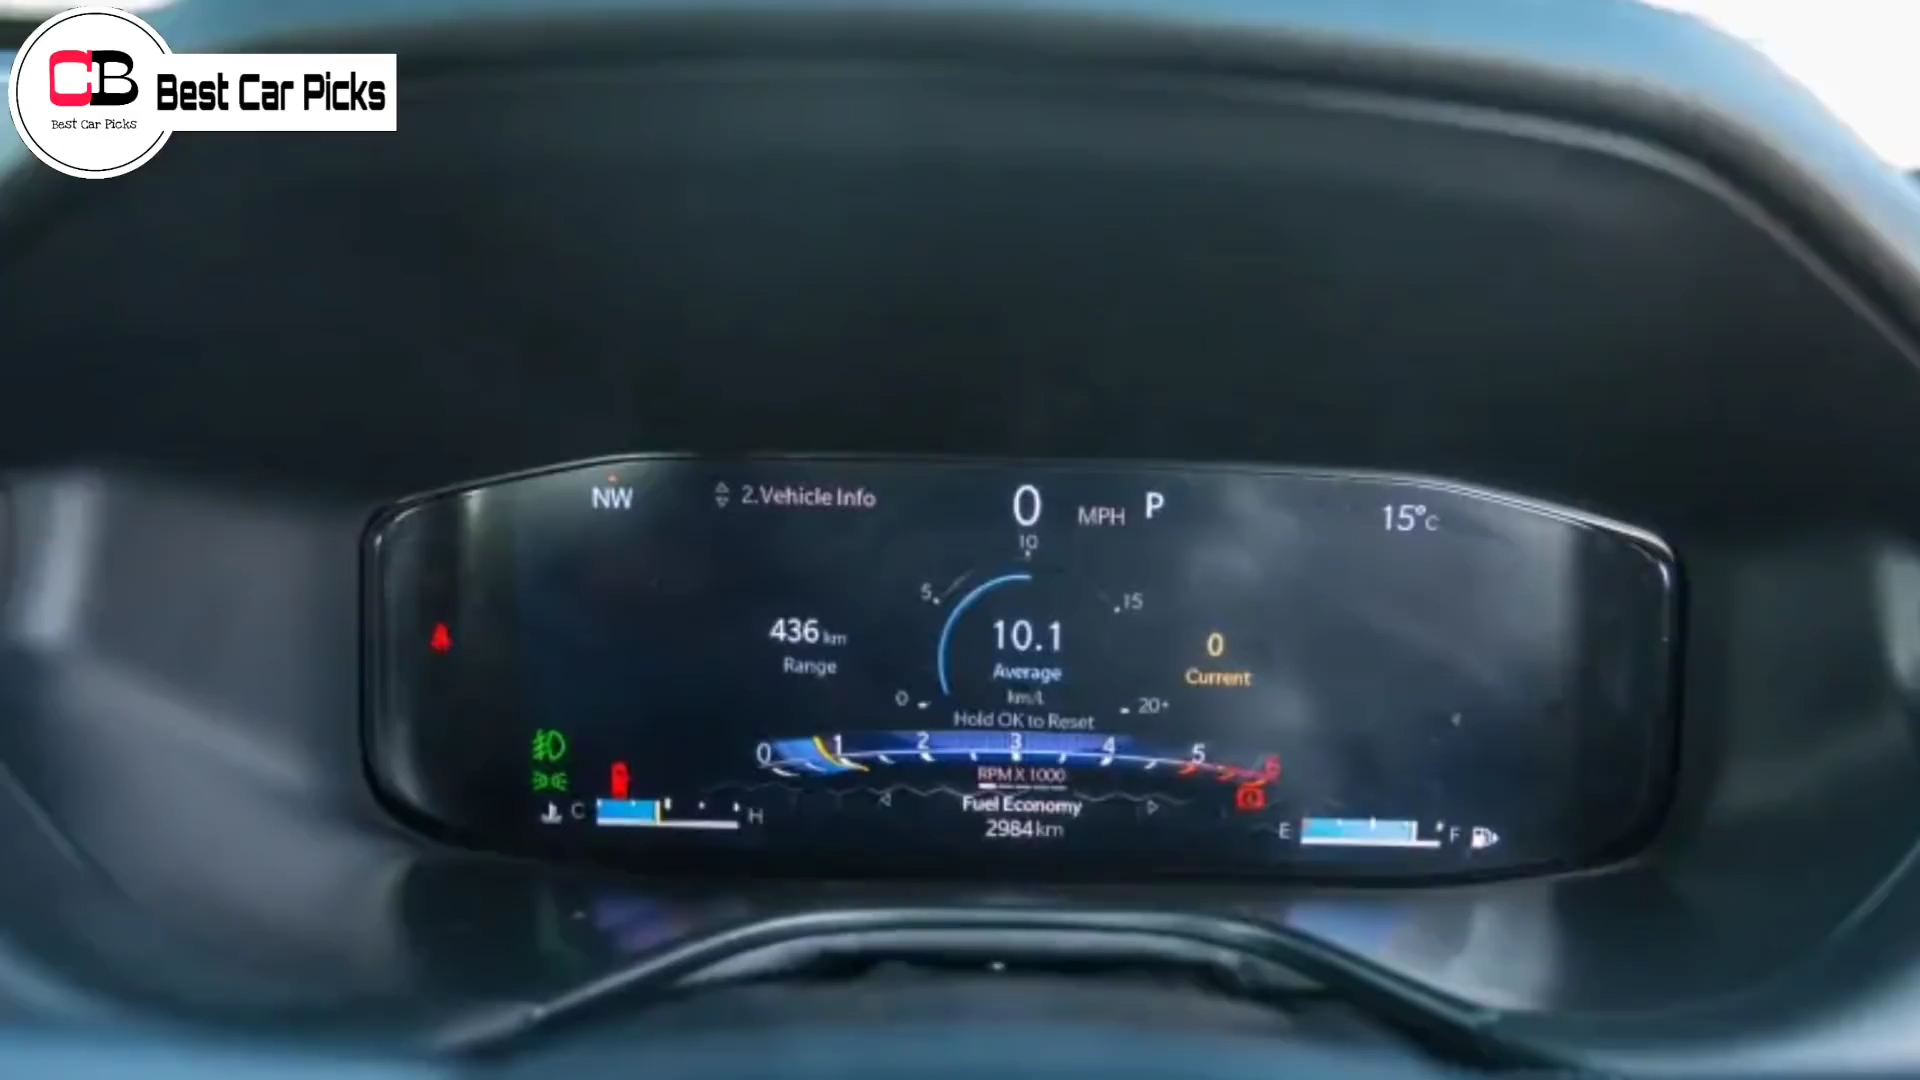 CB
Best Car Picks
Best Car Picks
NW
2.Vehicle Info
0 MPH P
15°C
10
5
15
436 km
Range
10.1
Average
km/L
0
Current
0
20+
Hold OK to Reset
0 1 2 3 4 5 6
RPM X 1000
C H
Fuel Economy
2984 km
E F